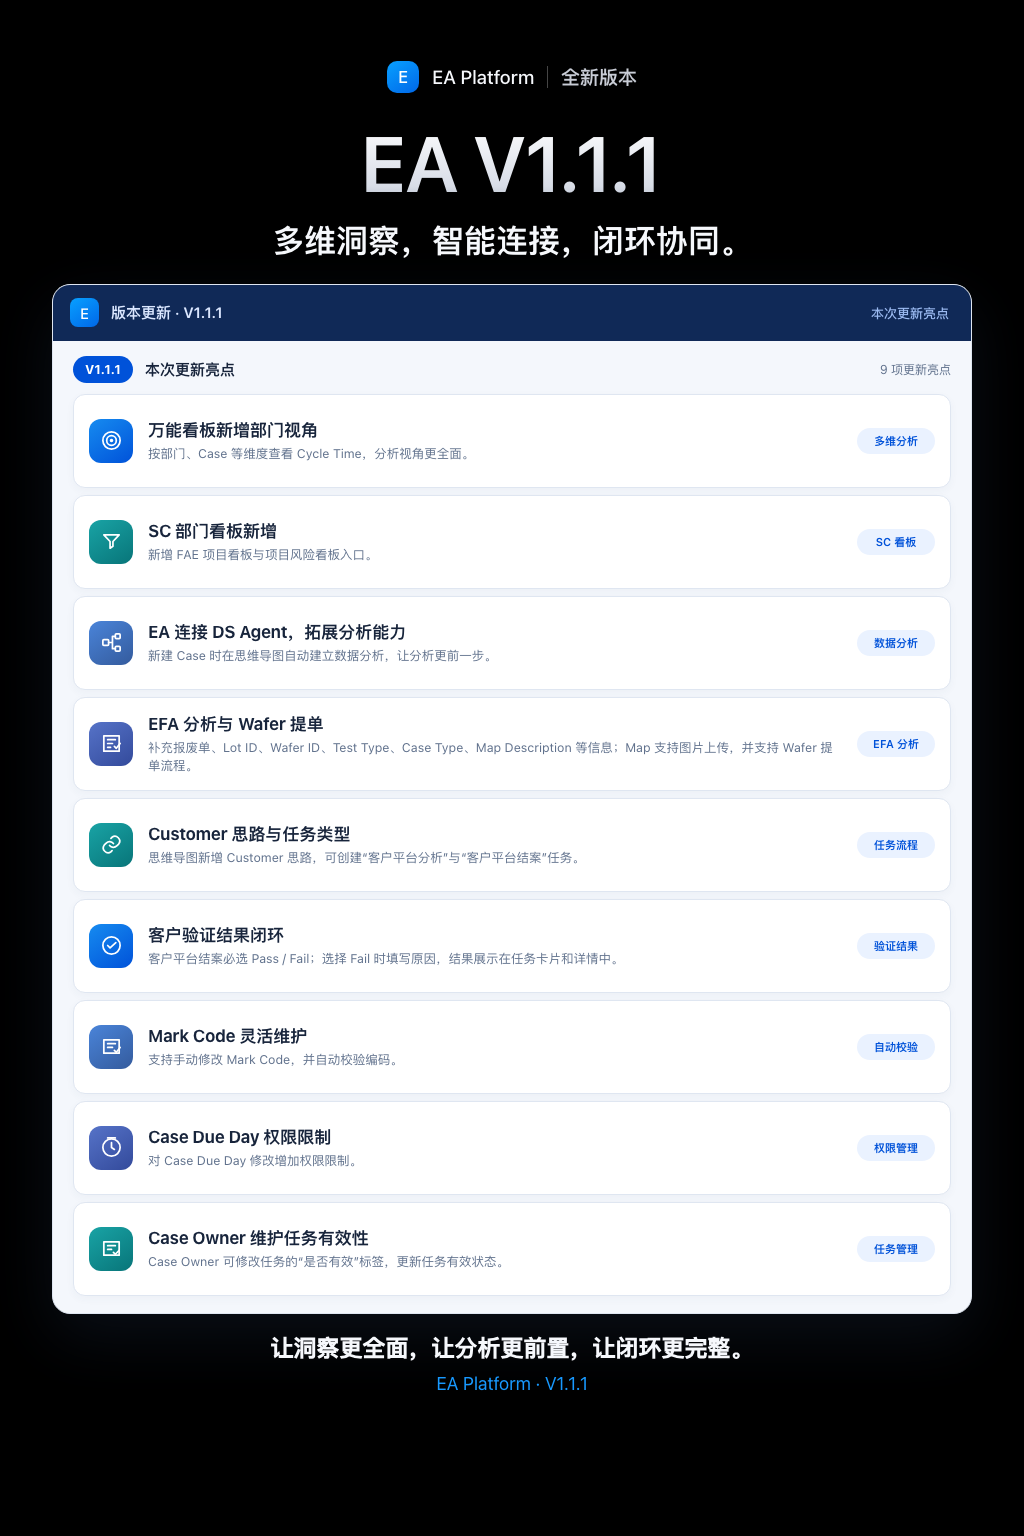 E EA Platform 全新版本
EA V1.1.1
多维洞察，智能连接，闭环协同。
E 版本更新 · V1.1.1 本次更新亮点
V1.1.1 本次更新亮点 9 项更新亮点
万能看板新增部门视角
按部门、Case 等维度查看 Cycle Time，分析视角更全面。
多维分析
SC 部门看板新增
新增 FAE 项目看板与项目风险看板入口。
SC 看板
EA 连接 DS Agent，拓展分析能力
新建 Case 时在思维导图自动建立数据分析，让分析更前一步。
数据分析
EFA 分析与 Wafer 提单
补充报废单、Lot ID、Wafer ID、Test Type、Case Type、Map Description 等信息；Map 支持图片上传，并支持 Wafer 提
单流程。
EFA 分析
Customer 思路与任务类型
思维导图新增 Customer 思路，可创建“客户平台分析”与“客户平台结案”任务。
任务流程
客户验证结果闭环
客户平台结案必选 Pass / Fail；选择 Fail 时填写原因，结果展示在任务卡片和详情中。
验证结果
Mark Code 灵活维护
支持手动修改 Mark Code，并自动校验编码。
自动校验
Case Due Day 权限限制
对 Case Due Day 修改增加权限限制。
权限管理
Case Owner 维护任务有效性
Case Owner 可修改任务的“是否有效”标签，更新任务有效状态。
任务管理
让洞察更全面，让分析更前置，让闭环更完整。
EA Platform · V1.1.1